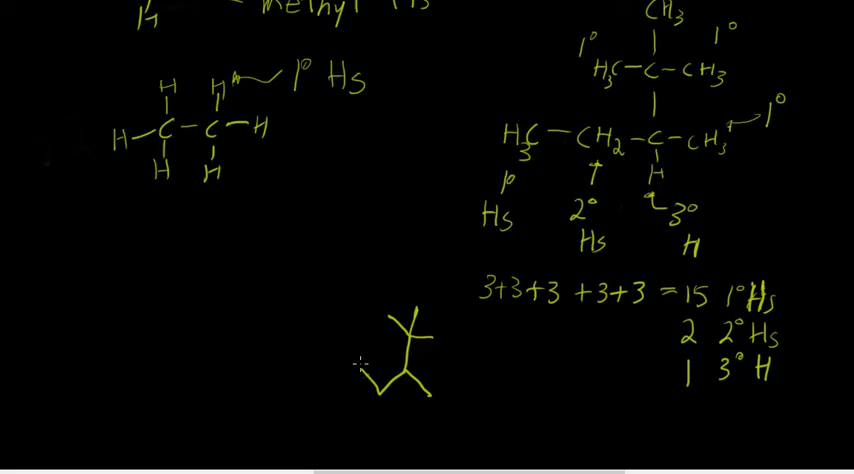 H methyl Hs
CH3
1° 1°
H3C-C-CH3
H H 1° Hs
H-C-C-H
H H
1°
H3C-CH2-C-CH3
H
1° 2° 3°
Hs Hs H
3+3+3 +3+3 = 15 1° Hs
2 2° Hs
1 3° H